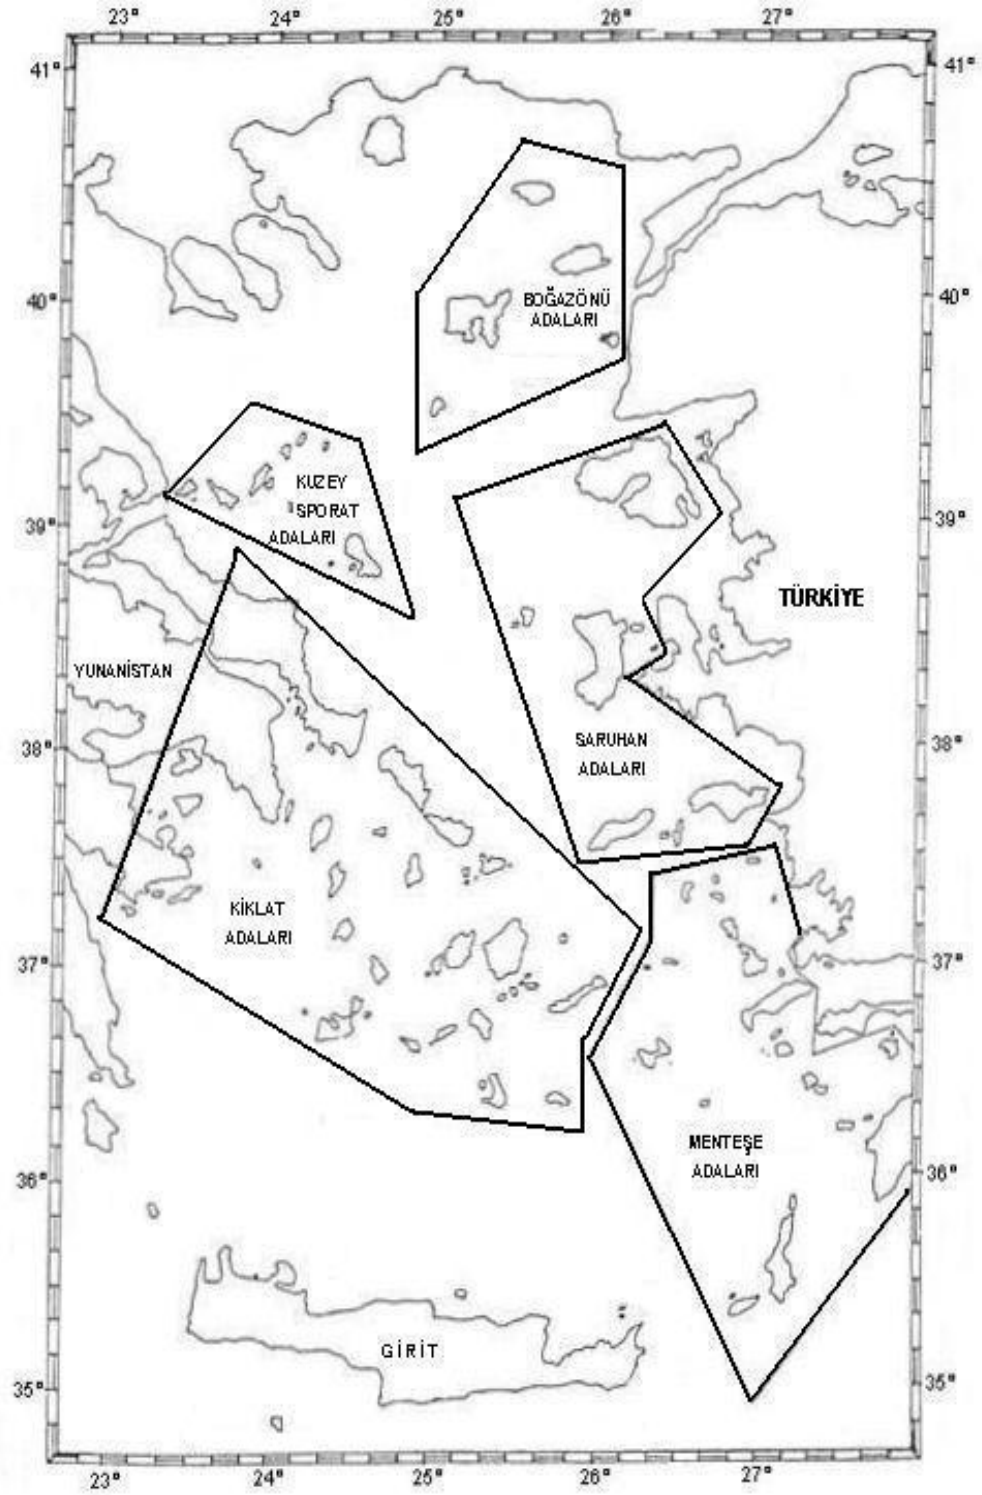 23° 24° 25° 26° 27°
41° 41°
40° 40°
BOĞAZÖNÜ
ADALARI
KUZEY
SPORAT
ADALARI
39° 39°
TÜRKİYE
YUNANİSTAN
38° 38°
SARUHAN
ADALARI
KİKLAT
ADALARI
37° 37°
MENTEŞE
ADALARI
36° 36°
GİRİT
35° 35°
23° 24° 25° 26° 27°